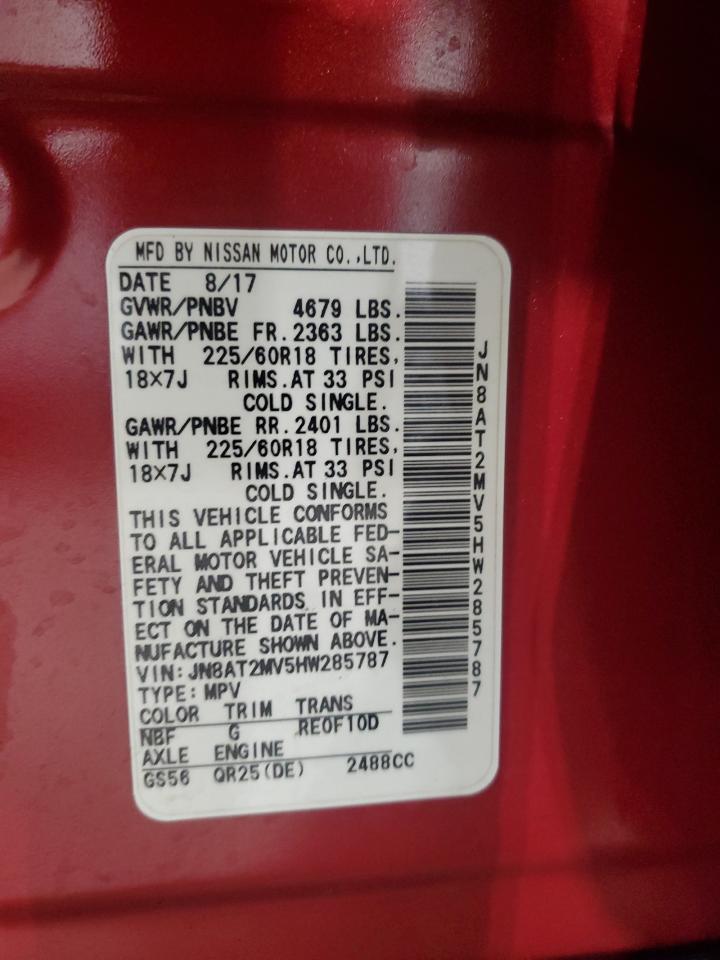 MFD BY NISSAN MOTOR CO.,LTD.
DATE 8/17
GVWR/PNBV 4679 LBS.
GAWR/PNBE FR.2363 LBS.
WITH 225/60R18 TIRES,
18×7J RIMS.AT 33 PSI
COLD SINGLE.
GAWR/PNBE RR.2401 LBS.
WITH 225/60R18 TIRES,
18×7J RIMS.AT 33 PSI
COLD SINGLE.
THIS VEHICLE CONFORMS
TO ALL APPLICABLE FED-
ERAL MOTOR VEHICLE SA-
FETY AND THEFT PREVEN-
TION STANDARDS IN EFF-
ECT ON THE DATE OF MA-
NUFACTURE SHOWN ABOVE.
VIN:JN8AT2MV5HW285787
TYPE:MPV
COLOR TRIM TRANS
NBF G RE0F10D
AXLE ENGINE
GS56 QR25(DE) 2488CC
JN8AT2MV5HW285787